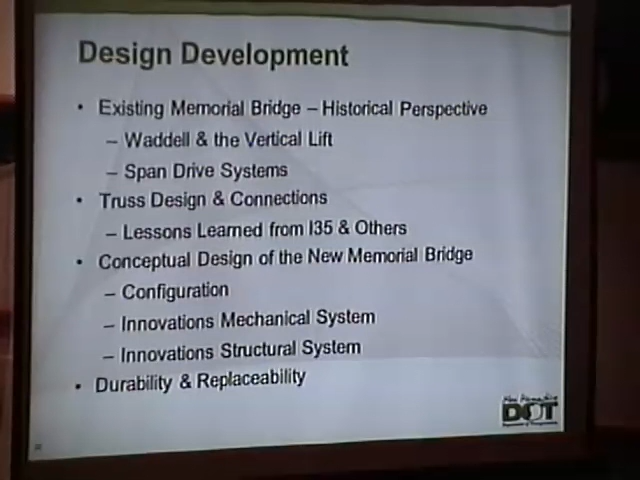 Design Development
• Existing Memorial Bridge – Historical Perspective
– Waddell & the Vertical Lift
– Span Drive Systems
• Truss Design & Connections
– Lessons Learned from I35 & Others
• Conceptual Design of the New Memorial Bridge
– Configuration
– Innovations Mechanical System
– Innovations Structural System
• Durability & Replaceability
New Hampshire
DOT